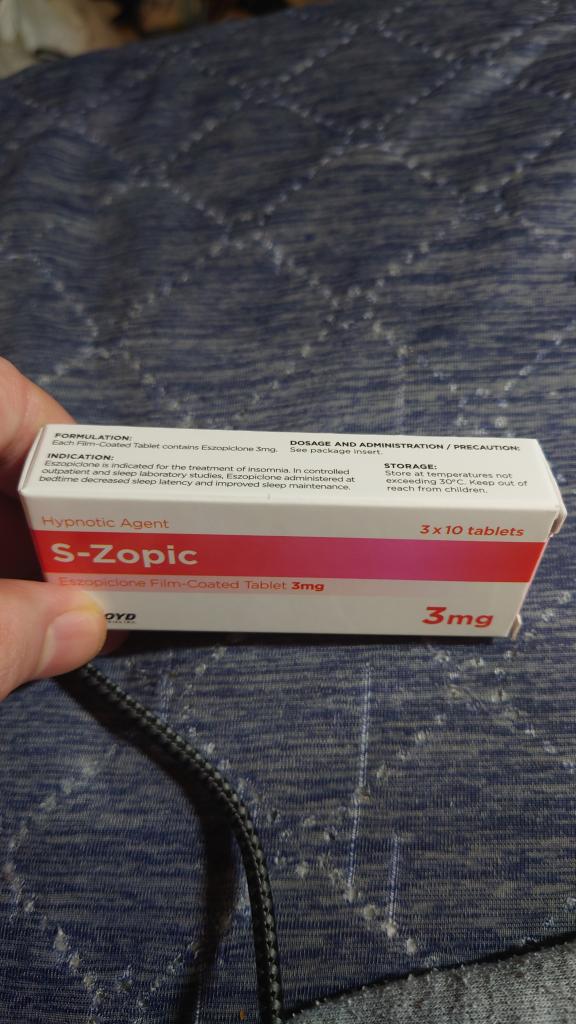 FORMULATION:
Each Film-Coated Tablet contains Eszopiclone 3mg.
INDICATION:
Eszopiclone is indicated for the treatment of insomnia. In controlled
outpatient and sleep laboratory studies, Eszopiclone administered at
bedtime decreased sleep latency and improved sleep maintenance.
DOSAGE AND ADMINISTRATION / PRECAUTION:
See package insert.
STORAGE:
Store at temperatures not
exceeding 30°C. Keep out of
reach from children.
Hypnotic Agent
3 x 10 tablets
S-Zopic
Eszopiclone Film-Coated Tablet 3mg
OYD
3mg